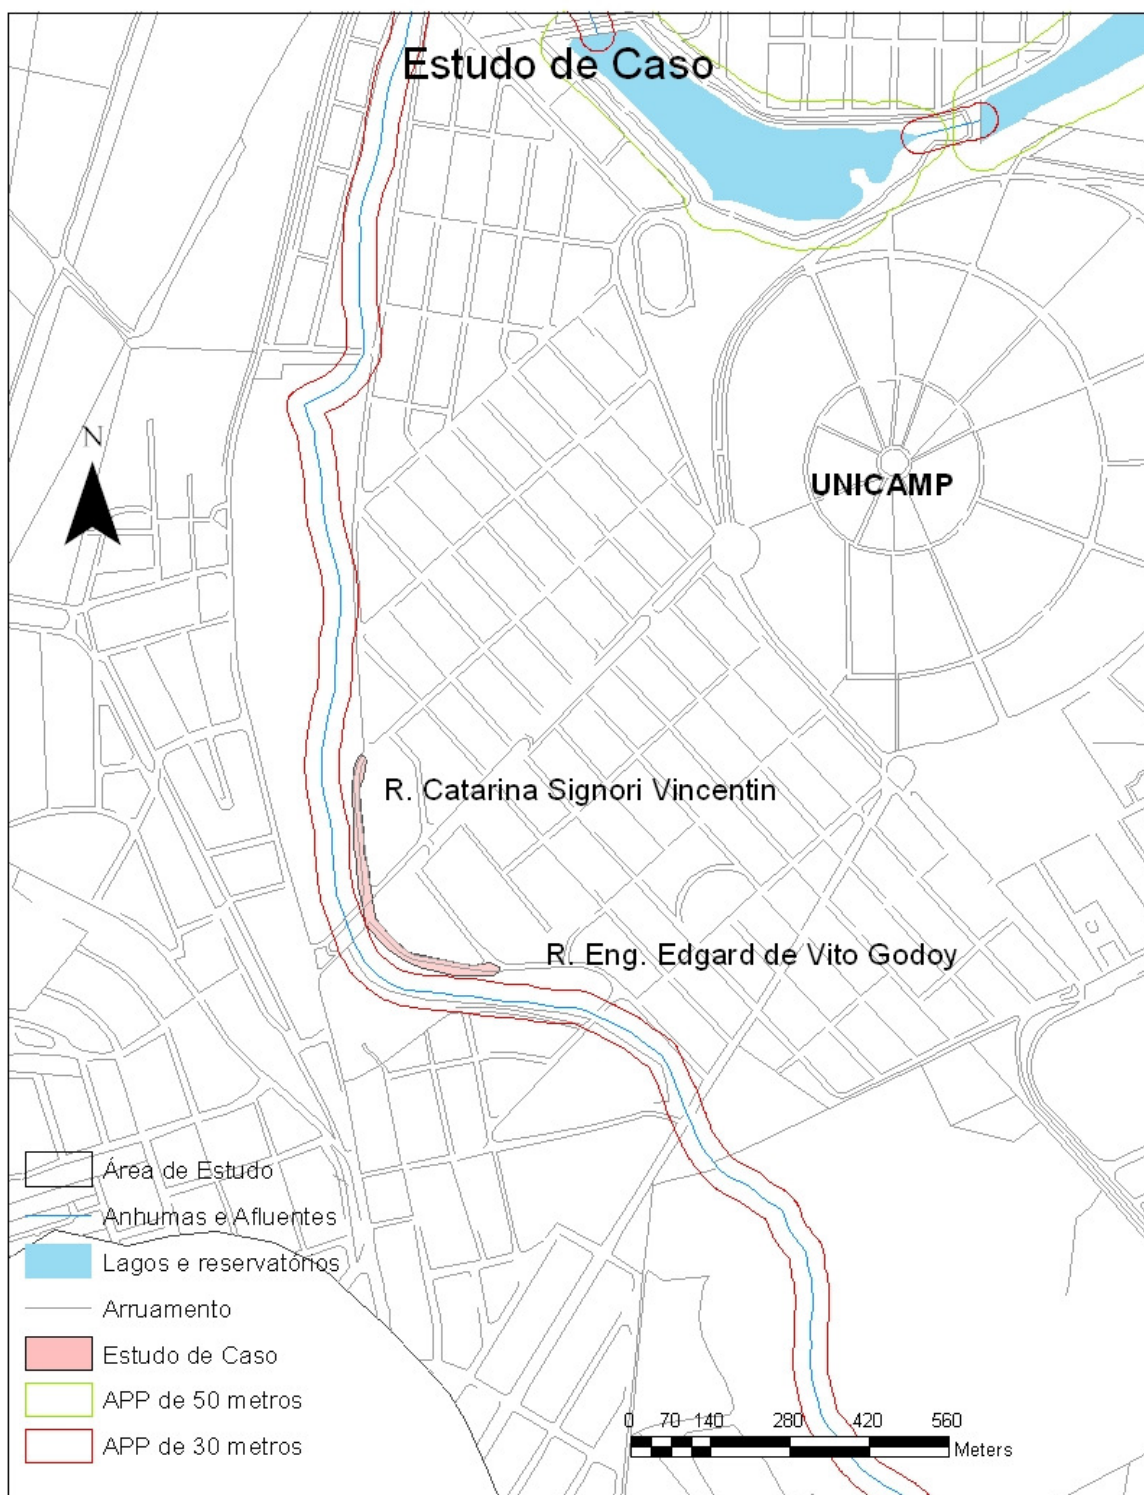 Estudo de Caso
N
UNICAMP
R. Catarina Signori Vincentin
R. Eng. Edgard de Vito Godoy
Área de Estudo
Anhumas e Afluentes
Lagos e reservatórios
Arruamento
Estudo de Caso
APP de 50 metros
APP de 30 metros
0 70 140 280 420 560
Meters